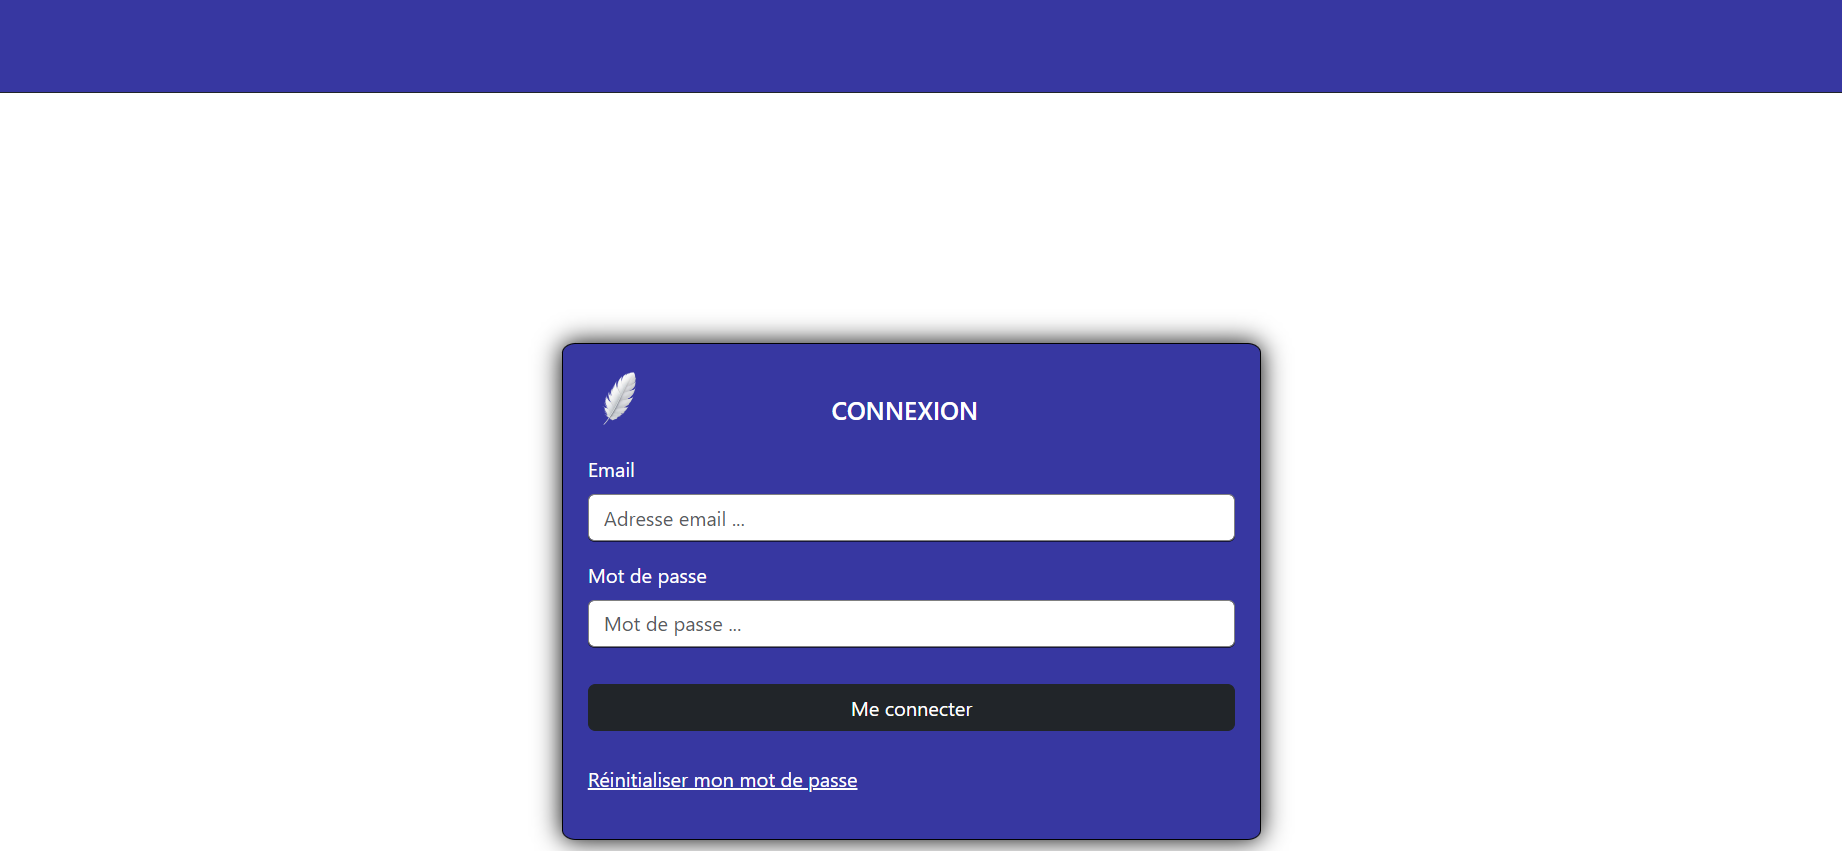 CONNEXION
Email
Adresse email ...
Mot de passe
Mot de passe ...
Me connecter
Réinitialiser mon mot de passe